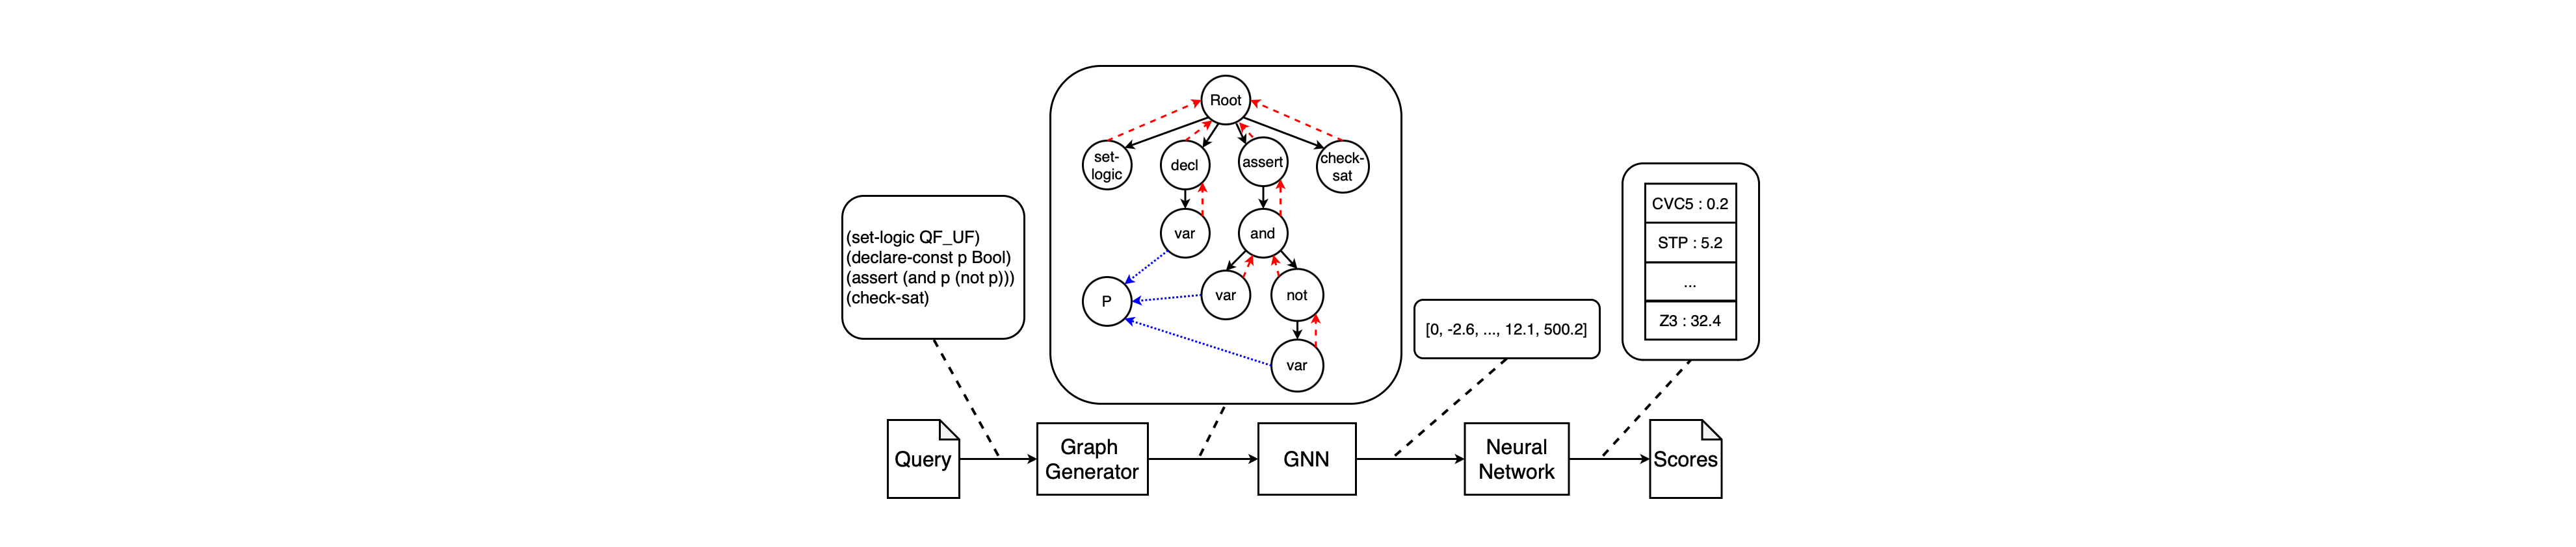 Root
set-
logic
decl
assert
check-
sat
var
and
P
var
not
var
(set-logic QF_UF)
(declare-const p Bool)
(assert (and p (not p)))
(check-sat)
[0, -2.6, ..., 12.1, 500.2]
CVC5 : 0.2
STP : 5.2
...
Z3 : 32.4
Query
Graph
Generator
GNN
Neural
Network
Scores